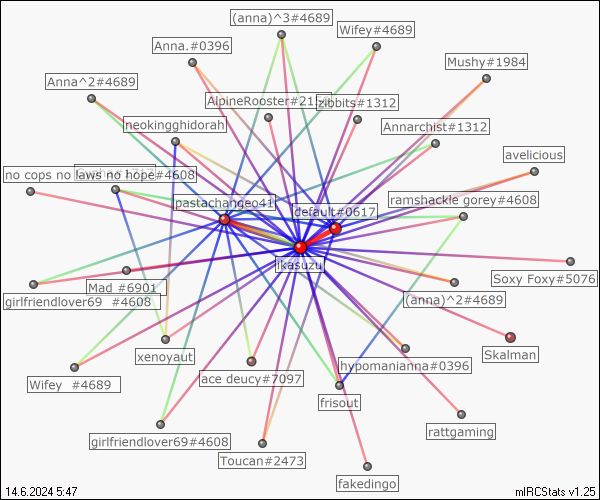 (anna)^3#4689
Wifey#4689
Anna.#0396
Mushy#1984
Anna^2#4689
AlpineRooster#21
zibbits#1312
neokingghidorah
Annarchist#1312
avelicious
no cops no laws no hope#4608
pastachangeo41
ramshackle gorey#4608
default#0617
ikasuzu
Soxy Foxy#5076
Mad #6901
girlfriendlover69 #4608
(anna)^2#4689
xenoyaut
Skalman
hypomanianna#0396
Wifey #4689
ace deucy#7097
frisout
rattgaming
girlfriendlover69#4608
Toucan#2473
fakedingo
14.6.2024 5:47
mIRCStats v1.25